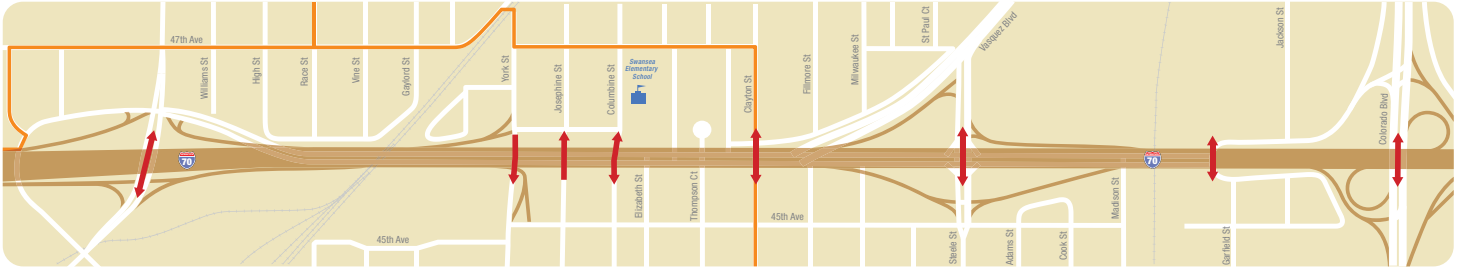 47th Ave
Williams St
High St
Race St
Vine St
Gaylord St
York St
Josephine St
Columbine St
Swansea
Elementary
School
Clayton St
Fillmore St
Milwaukee St
St Paul Ct
Vasquez Blvd
Jackson St
Colorado Blvd
70
70
Elizabeth St
Thompson Ct
45th Ave
45th Ave
Steele St
Adams St
Cook St
Madison St
Garfield St